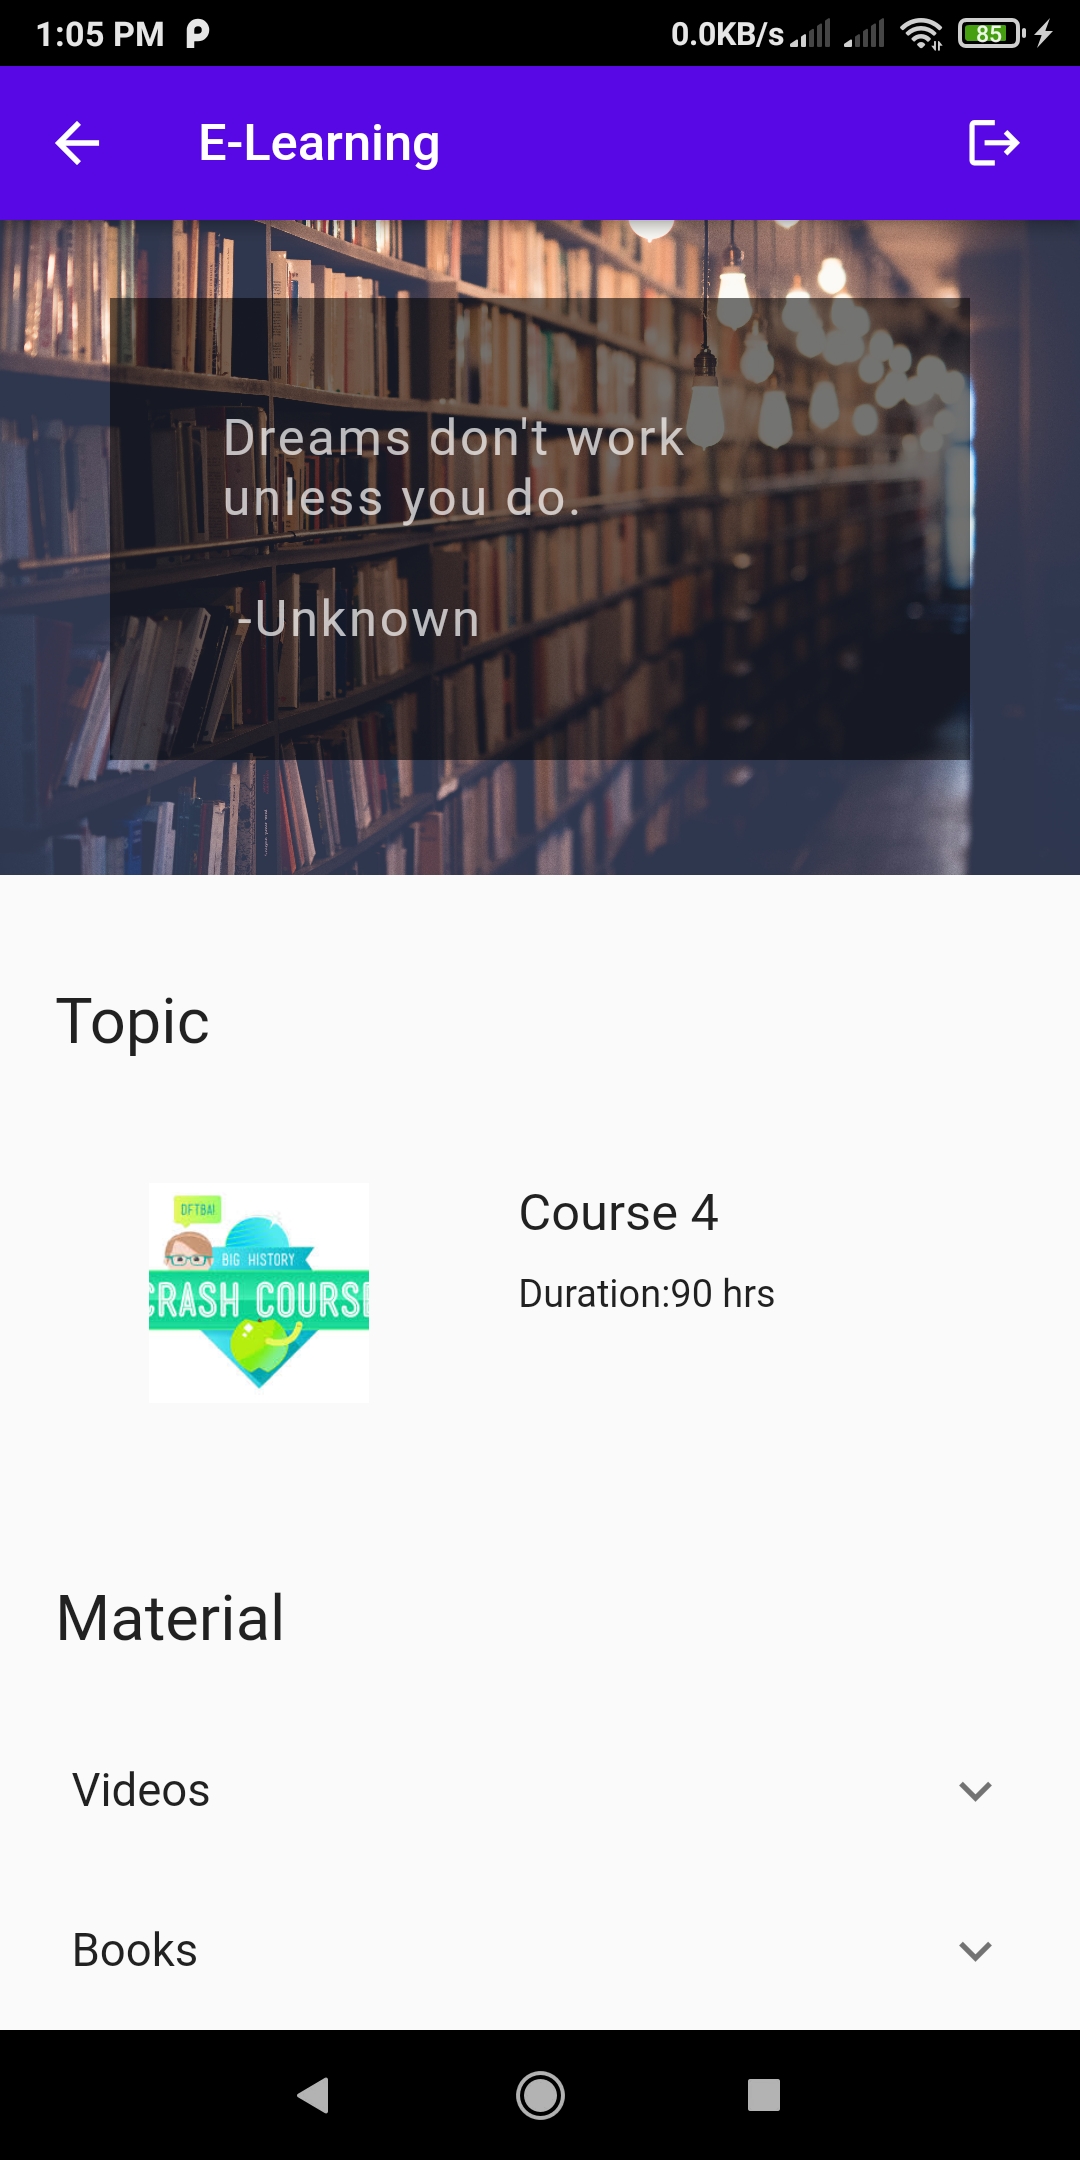 1:05 PM
0.0KB/s
85
E-Learning
Dreams don't work
unless you do.
-Unknown
Topic
DFTBA!
BIG HISTORY
CRASH COURSE
Course 4
Duration:90 hrs
Material
Videos
Books